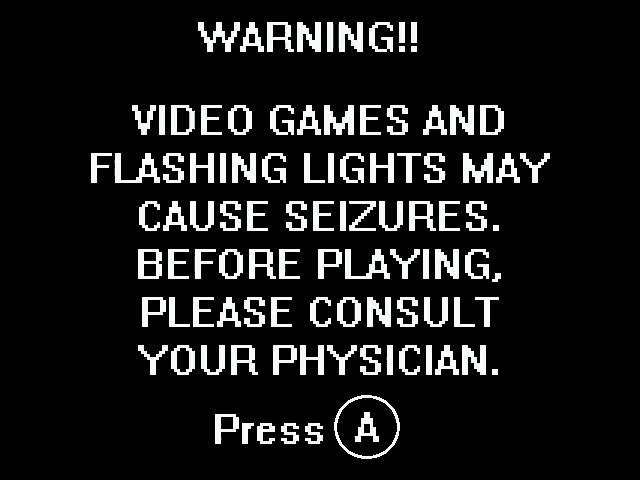 WARNING!!
VIDEO GAMES AND
FLASHING LIGHTS MAY
CAUSE SEIZURES.
BEFORE PLAYING,
PLEASE CONSULT
YOUR PHYSICIAN.
Press A